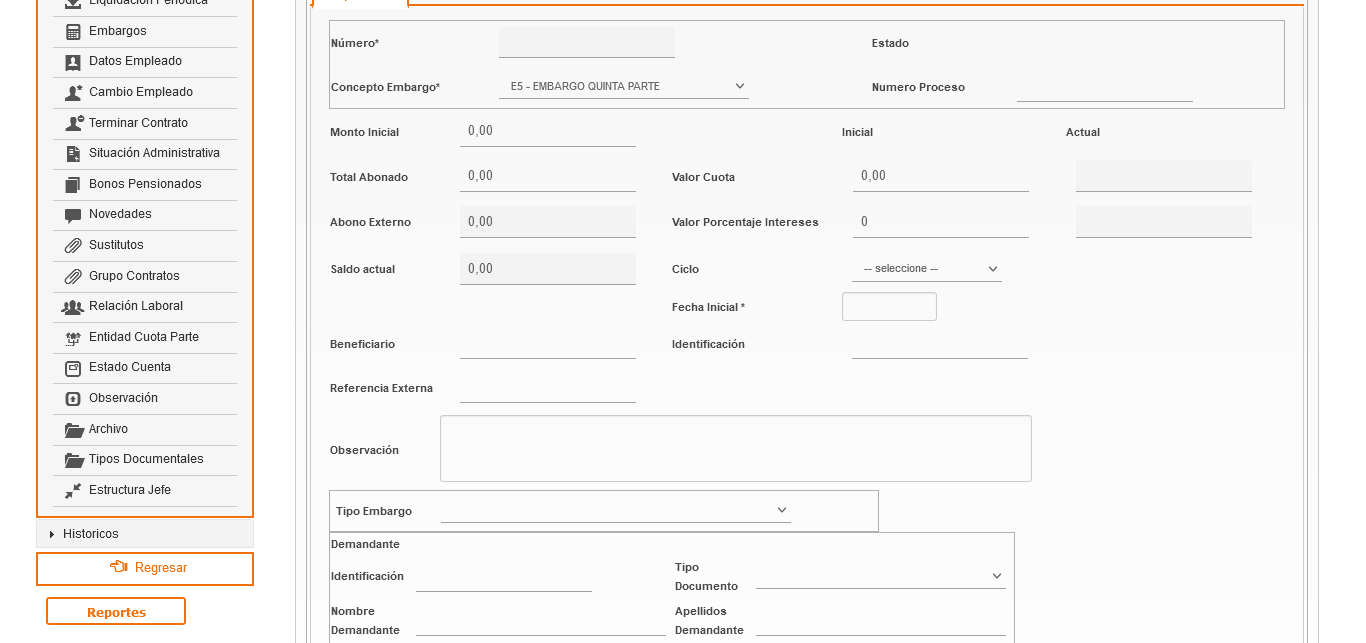 Liquidación Periódica
Embargos
Datos Empleado
Cambio Empleado
Terminar Contrato
Situación Administrativa
Bonos Pensionados
Novedades
Sustitutos
Grupo Contratos
Relación Laboral
Entidad Cuota Parte
Estado Cuenta
Observación
Archivo
Tipos Documentales
Estructura Jefe
Historicos
Regresar
Reportes
Número*
Estado
Concepto Embargo* E5 - EMBARGO QUINTA PARTE
Numero Proceso
Monto Inicial 0,00
Inicial
Actual
Total Abonado 0,00
Valor Cuota 0,00
Abono Externo 0,00
Valor Porcentaje Intereses 0
Saldo actual 0,00
Ciclo -- seleccione --
Fecha Inicial *
Beneficiario
Identificación
Referencia Externa
Observación
Tipo Embargo
Demandante
Identificación
Tipo
Documento
Nombre
Demandante
Apellidos
Demandante